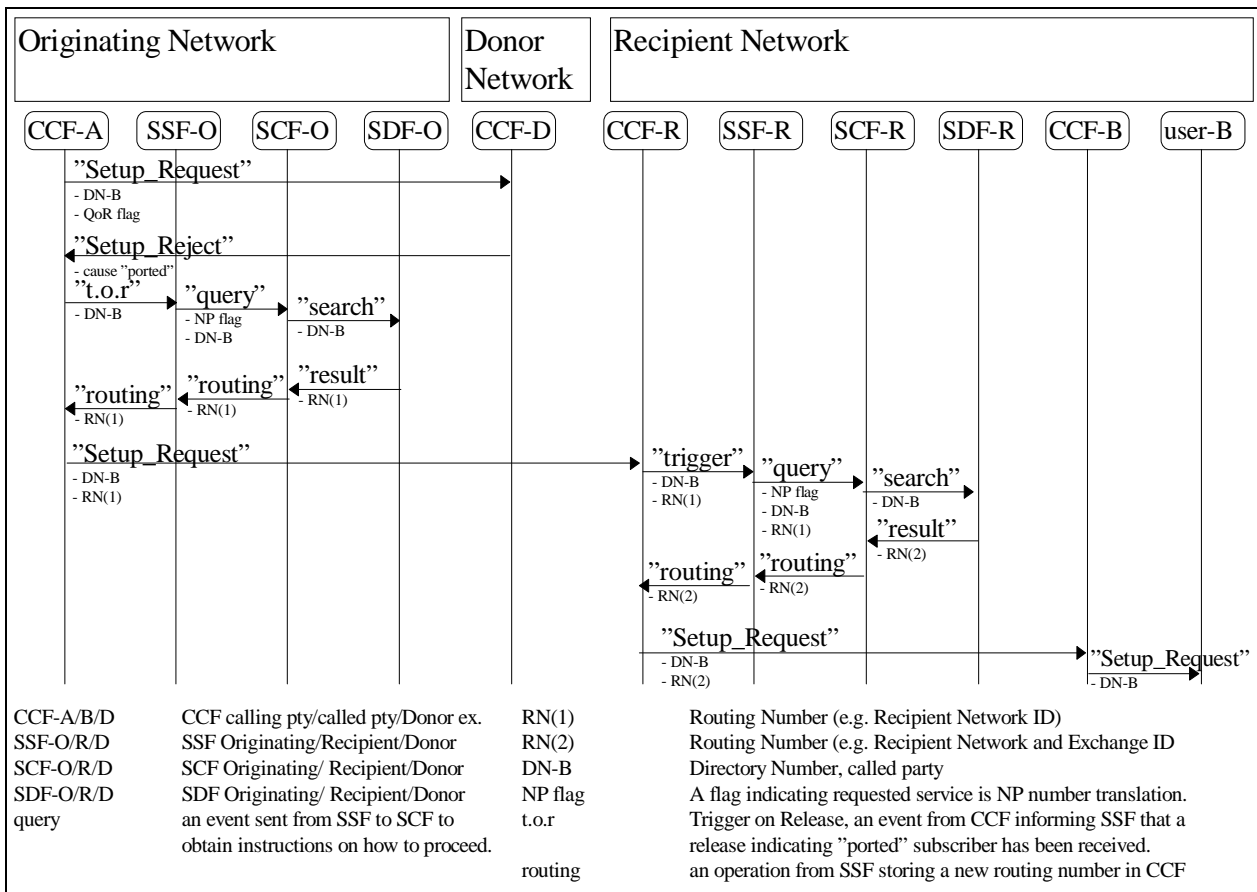 Originating Network
Donor
Network
Recipient Network
CCF-A
SSF-O
SCF-O
SDF-O
CCF-D
CCF-R
SSF-R
SCF-R
SDF-R
CCF-B
user-B
”Setup_Request”
- DN-B
- QoR flag
”Setup_Reject”
- cause ”ported”
”t.o.r”
- DN-B
”query”
- NP flag
- DN-B
”search”
- DN-B
”result”
- RN(1)
”routing”
- RN(1)
”routing”
- RN(1)
”Setup_Request”
- DN-B
- RN(1)
”trigger”
- DN-B
- RN(1)
”query”
- NP flag
- DN-B
- RN(1)
”search”
- DN-B
”result”
- RN(2)
”routing”
- RN(2)
”routing”
- RN(2)
”Setup_Request”
- DN-B
- RN(2)
”Setup_Request”
- DN-B
CCF-A/B/D CCF calling pty/called pty/Donor ex.
SSF-O/R/D SSF Originating/Recipient/Donor
SCF-O/R/D SCF Originating/ Recipient/Donor
SDF-O/R/D SDF Originating/ Recipient/Donor
query an event sent from SSF to SCF to
obtain instructions on how to proceed.
RN(1) Routing Number (e.g. Recipient Network ID)
RN(2) Routing Number (e.g. Recipient Network and Exchange ID
DN-B Directory Number, called party
NP flag A flag indicating requested service is NP number translation.
t.o.r Trigger on Release, an event from CCF informing SSF that a
release indicating ”ported” subscriber has been received.
routing an operation from SSF storing a new routing number in CCF